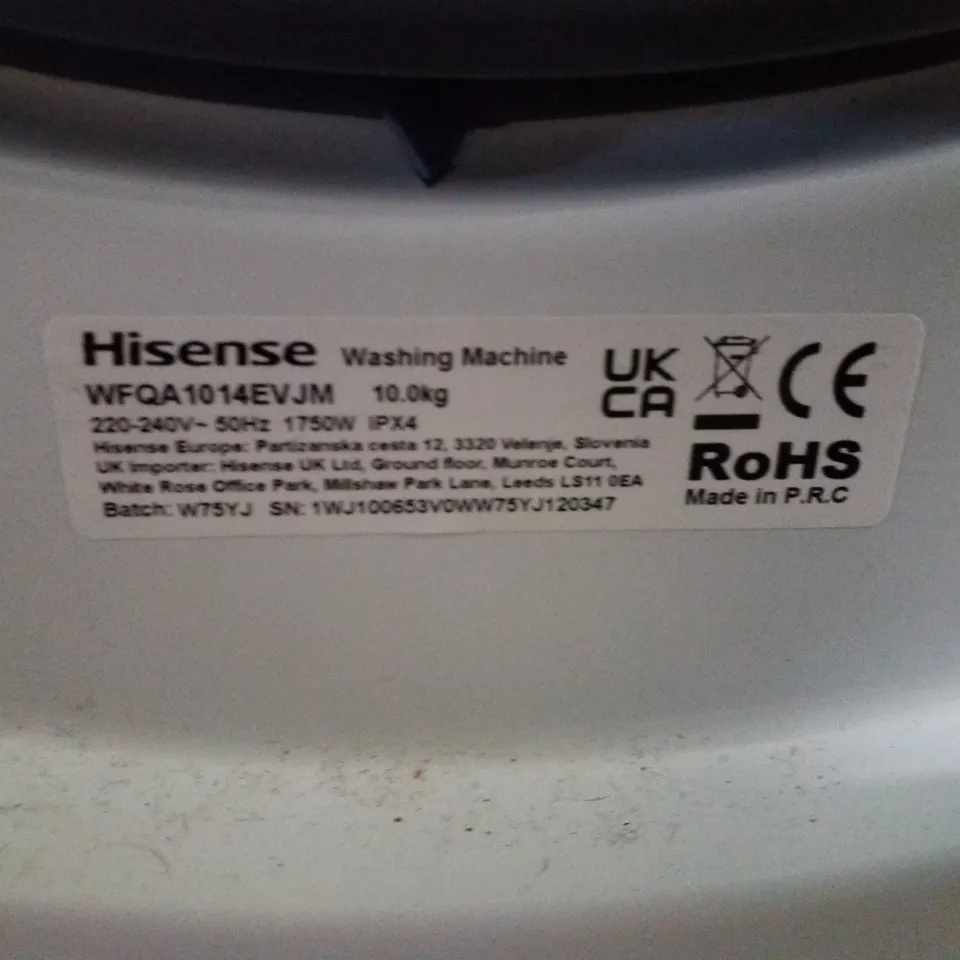 Hisense Washing Machine
WFQA1014EVJM 10.0kg
220-240V~ 50Hz 1750W IPX4
Hisense Europe: Partizanska cesta 12, 3320 Velenje, Slovenia
UK Importer: Hisense UK Ltd, Ground floor, Munroe Court,
White Rose Office Park, Millshaw Park Lane, Leeds LS11 0EA
Batch: W75YJ SN: 1WJ100653V0WW75YJ120347
UK
CA
CE
RoHS
Made in P.R.C